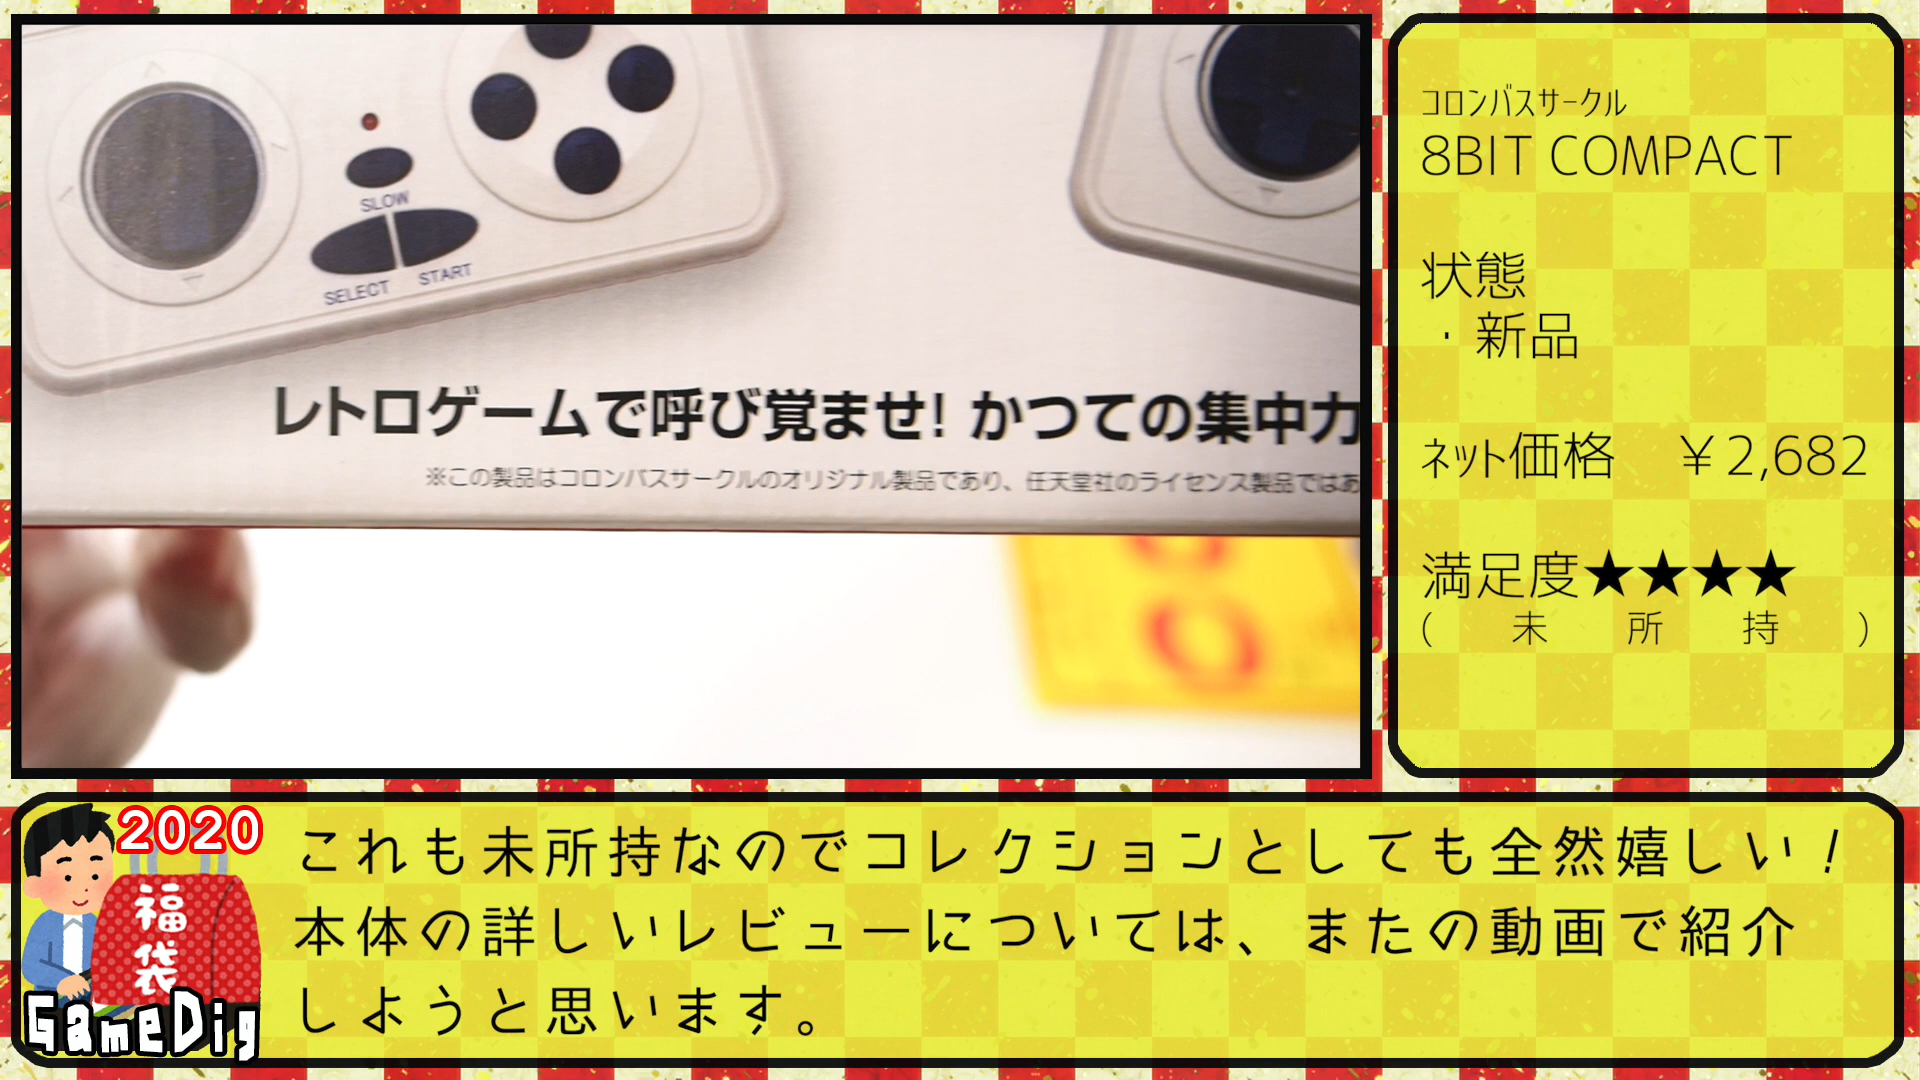 SLOW
SELECT START
レトロゲームで呼び覚ませ! かつての集中力
※この製品はコロンバスサークルのオリジナル製品であり、任天堂社のライセンス製品ではあ
コロンバスサークル
8BIT COMPACT
状態
・新品
ネット価格 ￥2,682
満足度★★★★
( 未 所 持 )
2020
福
袋
GameDig
これも未所持なのでコレクションとしても全然嬉しい！
本体の詳しいレビューについては、またの動画で紹介
しようと思います。